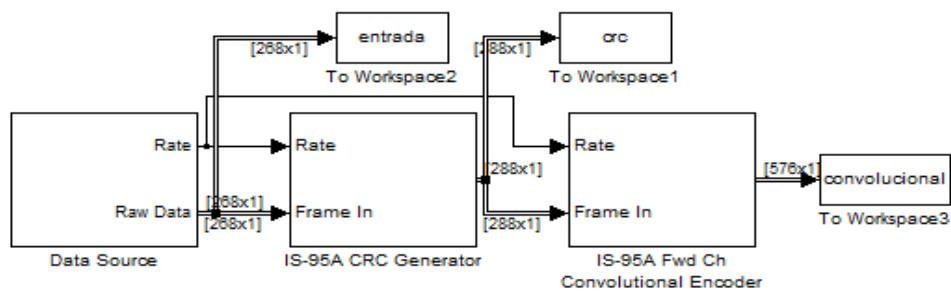 entrada
[268x1]
To Workspace2
crc
[288x1]
To Workspace1
Rate
Raw Data
[268x1]
[268x1]
Data Source
Rate
Frame In
IS-95A CRC Generator
[288x1]
[288x1]
Rate
Frame In
IS-95A Fwd Ch
Convolutional Encoder
[576x1]
convolucional
To Workspace3